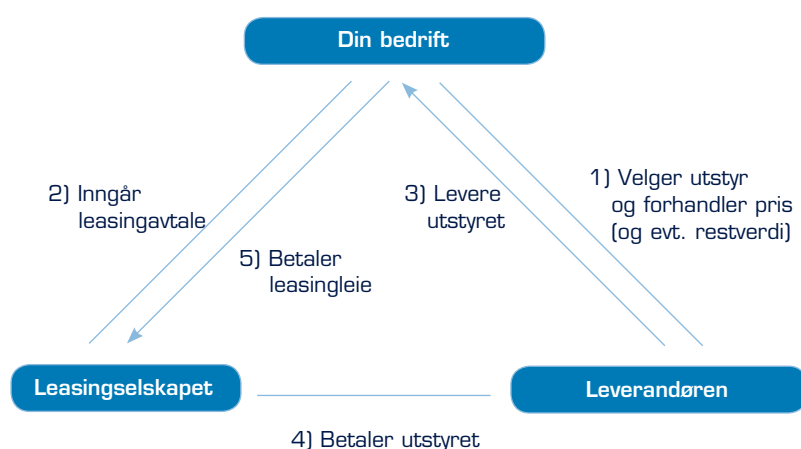 Din bedrift
2) Inngår
leasingavtale
3) Levere
utstyret
1) Velger utstyr
og forhandler pris
(og evt. restverdi)
5) Betaler
leasingleie
Leasingselskapet
Leverandøren
4) Betaler utstyret